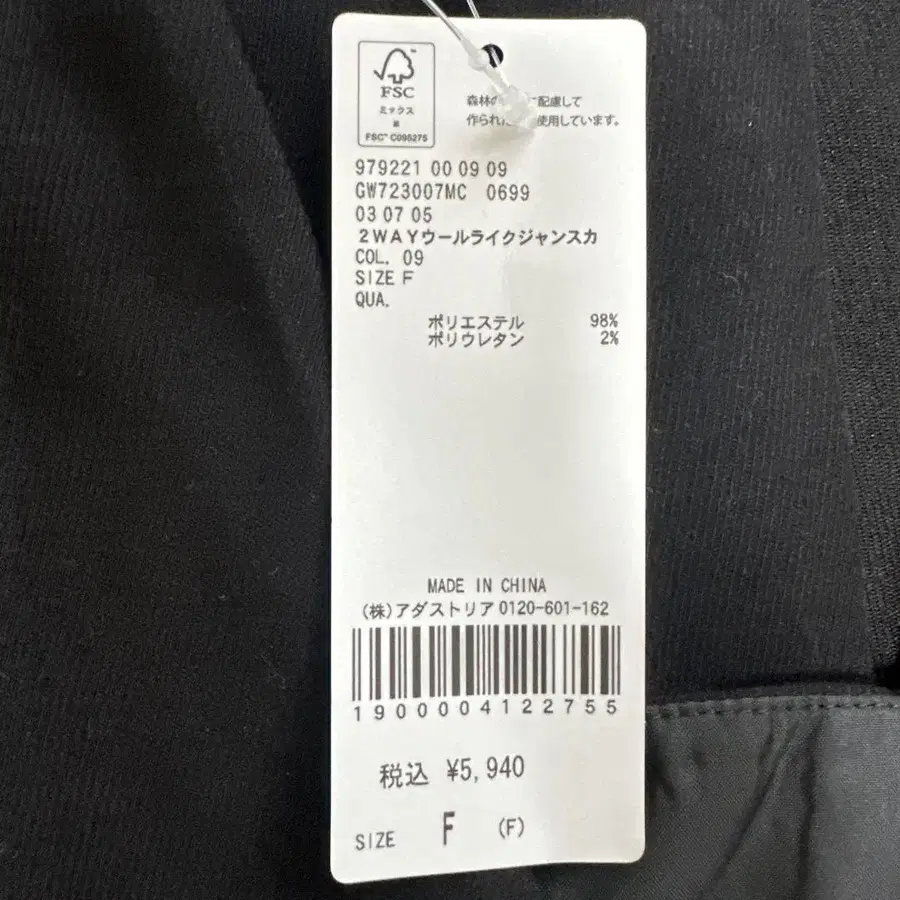 FSC
ミックス
紙
FSC™ C095275
森林の に配慮して
作られた 使用しています。
979221 00 09 09
GW723007MC 0699
03 07 05
2WAYウールライクジャンスカ
COL. 09
SIZE F
QUA.
ポリエステル 98%
ポリウレタン 2%
MADE IN CHINA
(株)アダストリア 0120-601-162
1900004122755
税込 ¥5,940
SIZE F (F)